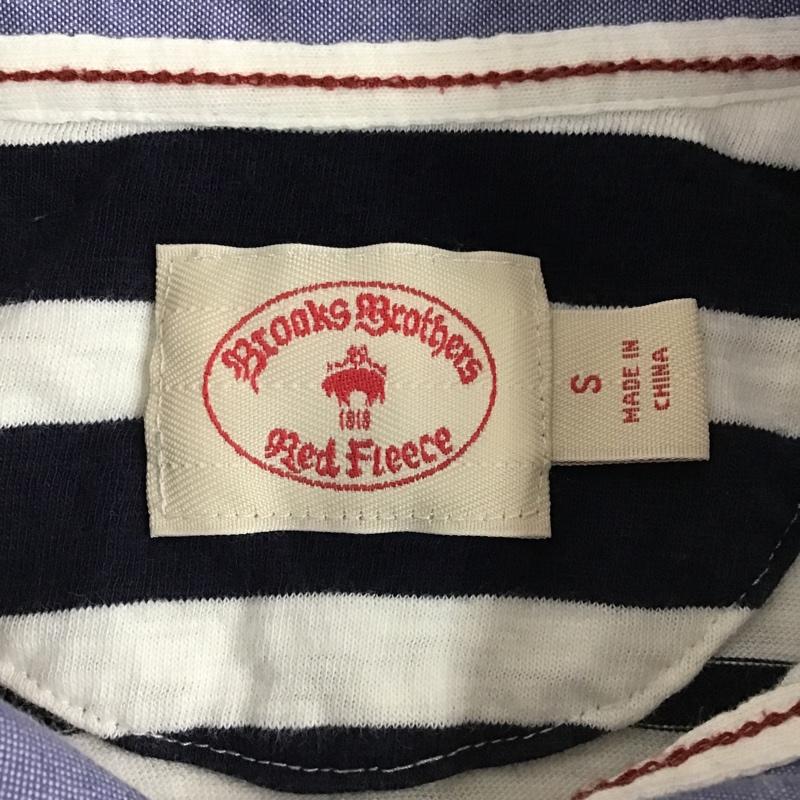 Brooks Brothers
1818
Red Fleece
S
MADE IN
CHINA